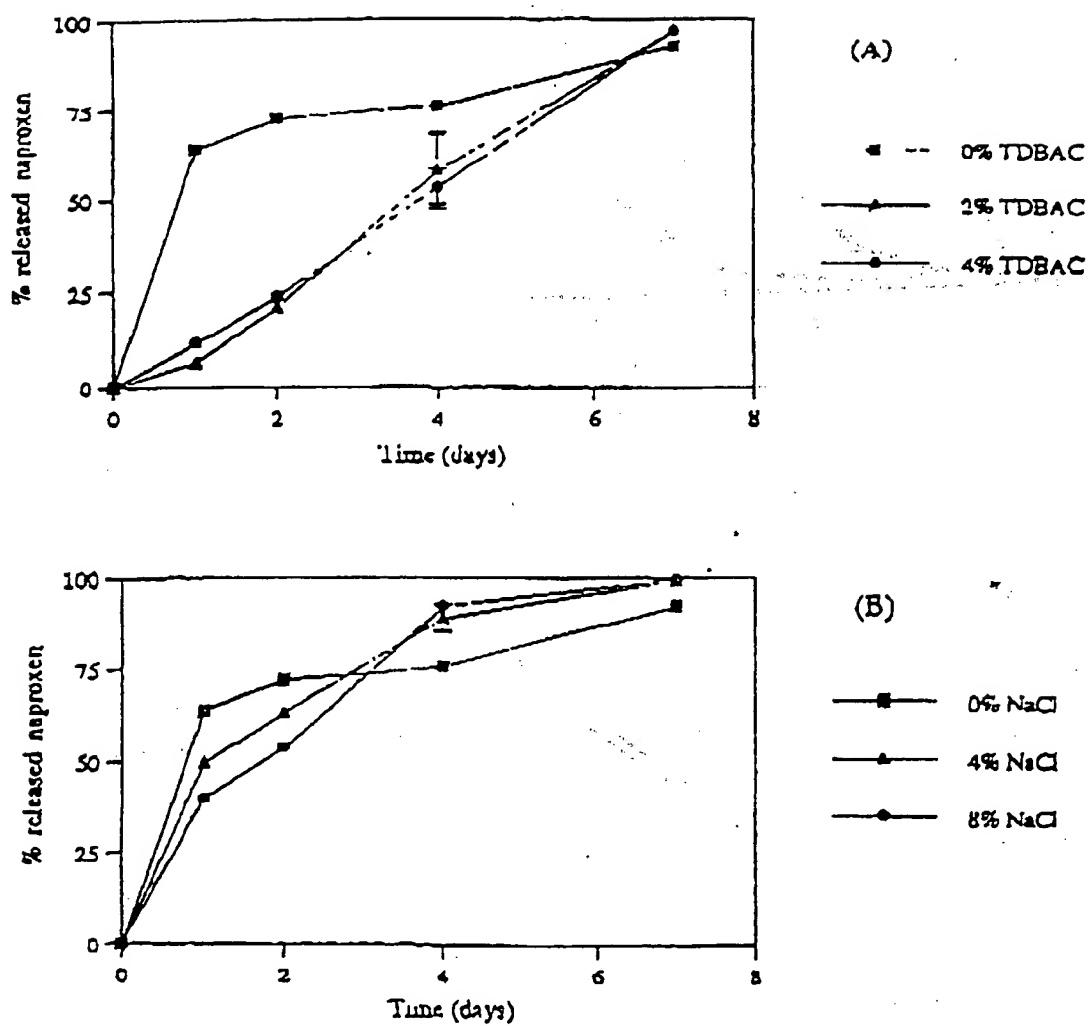 (A)
100
75
50
25
0
0 2 4 6 8
% released naproxen
Time (days)
0% TDBAC
2% TDBAC
4% TDBAC
(B)
100
75
50
25
0
0 2 4 6 8
% released naproxen
Time (days)
0% NaCl
4% NaCl
8% NaCl